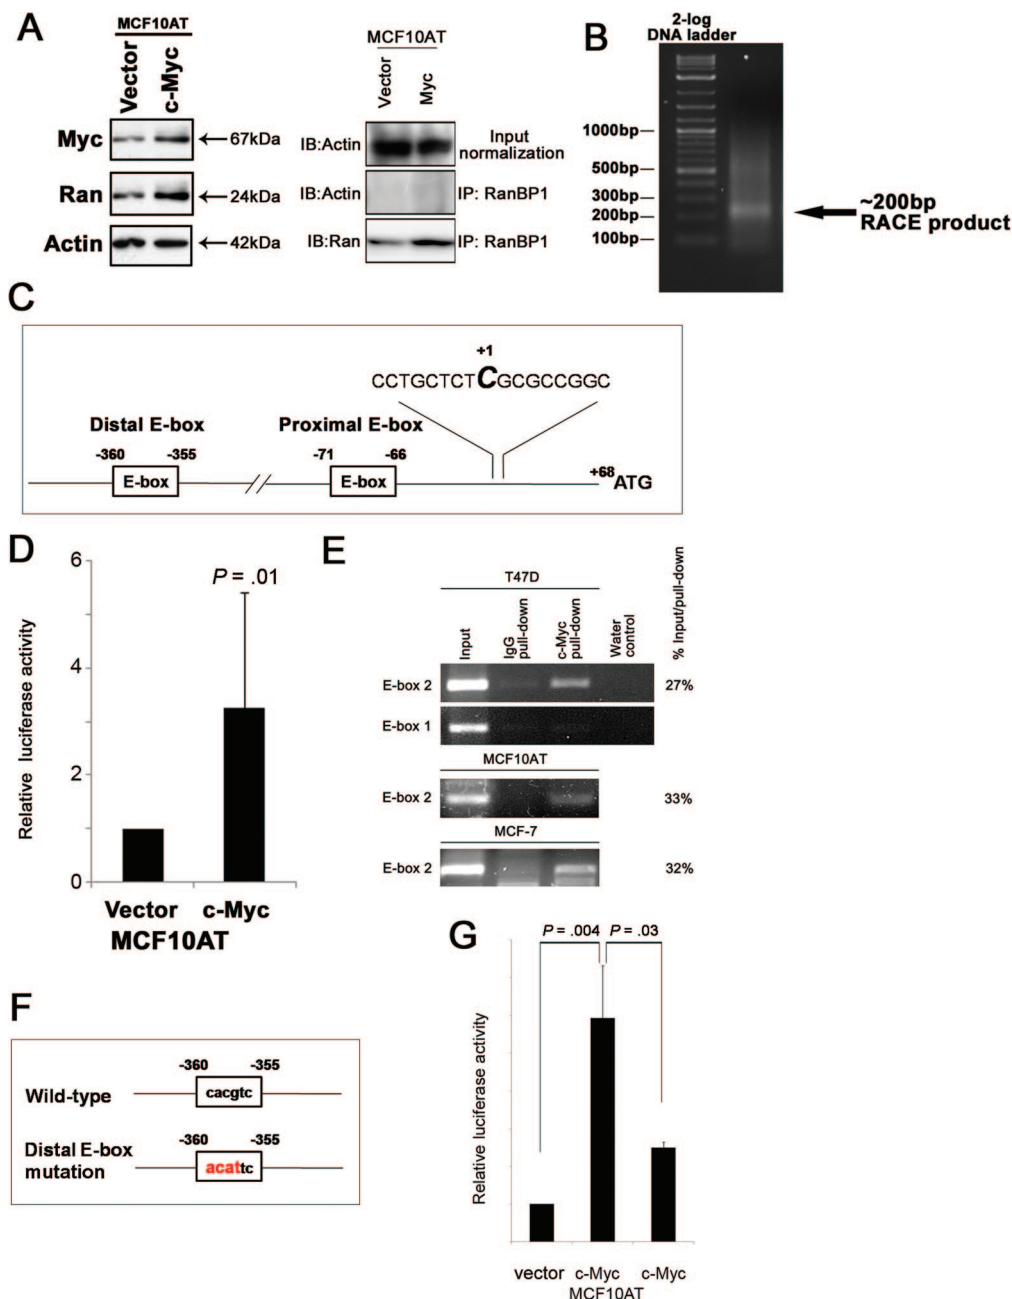 A
MCF10AT
Vector
c-Myc
Myc
67kDa
Ran
24kDa
Actin
42kDa
MCF10AT
Vector
Myc
IB:Actin
Input normalization
IB:Actin
IP: RanBP1
IB:Ran
IP: RanBP1
B
2-log
DNA ladder
1000bp
500bp
300bp
200bp
100bp
~200bp
RACE product
C
+1
CCTGCTCTCGCGCCGGC
Distal E-box
Proximal E-box
-360
-355
-71
-66
E-box
E-box
+68 ATG
D
Relative luciferase activity
6
4
2
0
P = .01
Vector
c-Myc
MCF10AT
E
T47D
Input
IgG pull-down
c-Myc pull-down
Water control
% Input/pull-down
E-box 2
27%
E-box 1
MCF10AT
E-box 2
33%
MCF-7
E-box 2
32%
F
-360
-355
Wild-type
cacgtc
Distal E-box
mutation
-360
-355
acattc
G
P = .004
P = .03
Relative luciferase activity
vector
c-Myc
c-Myc
MCF10AT